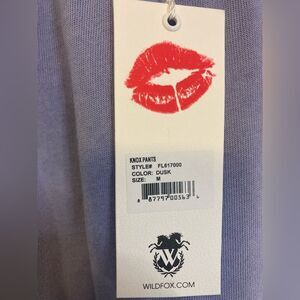 KNOX PANTS
STYLE# FL617000
COLOR: DUSK
SIZE: M
W
WILDFOX.COM